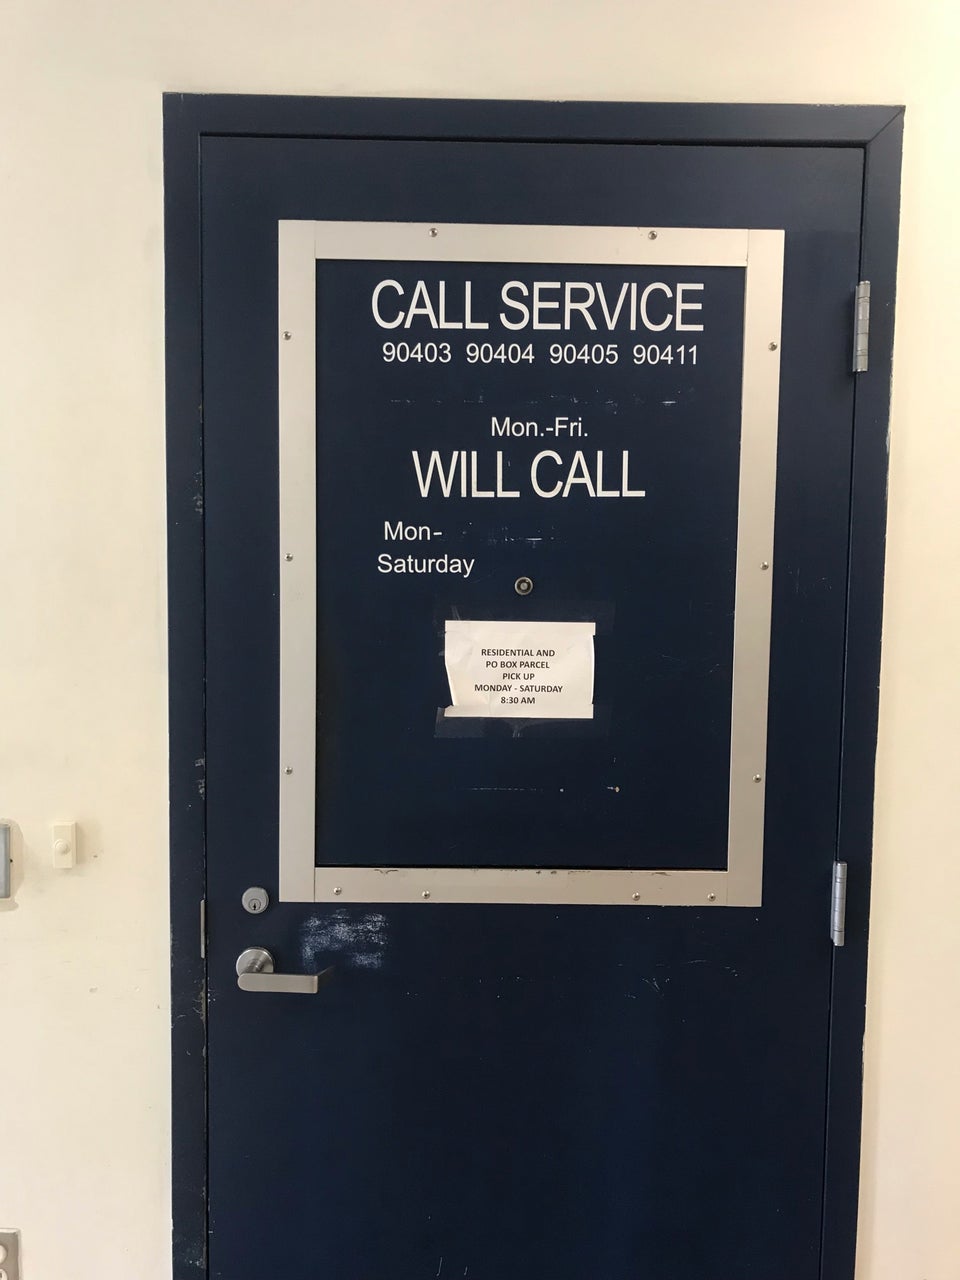 CALL SERVICE
90403 90404 90405 90411
Mon.-Fri.
WILL CALL
Mon-
Saturday
RESIDENTIAL AND
PO BOX PARCEL
PICK UP
MONDAY - SATURDAY
8:30 AM